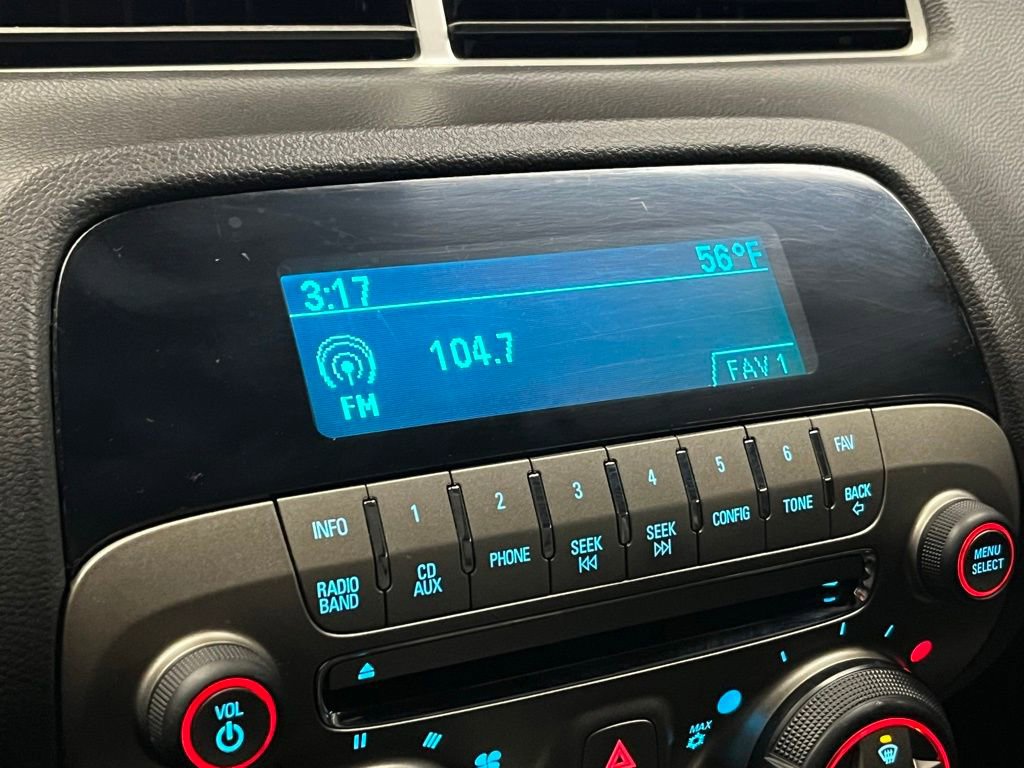 3:17 56°F
104.7
FM
FAV 1
INFO 1 2 3 4 5 6 FAV
RADIO BAND
CD AUX
PHONE
SEEK
SEEK
CONFIG
TONE
BACK
MENU
SELECT
VOL
MAX